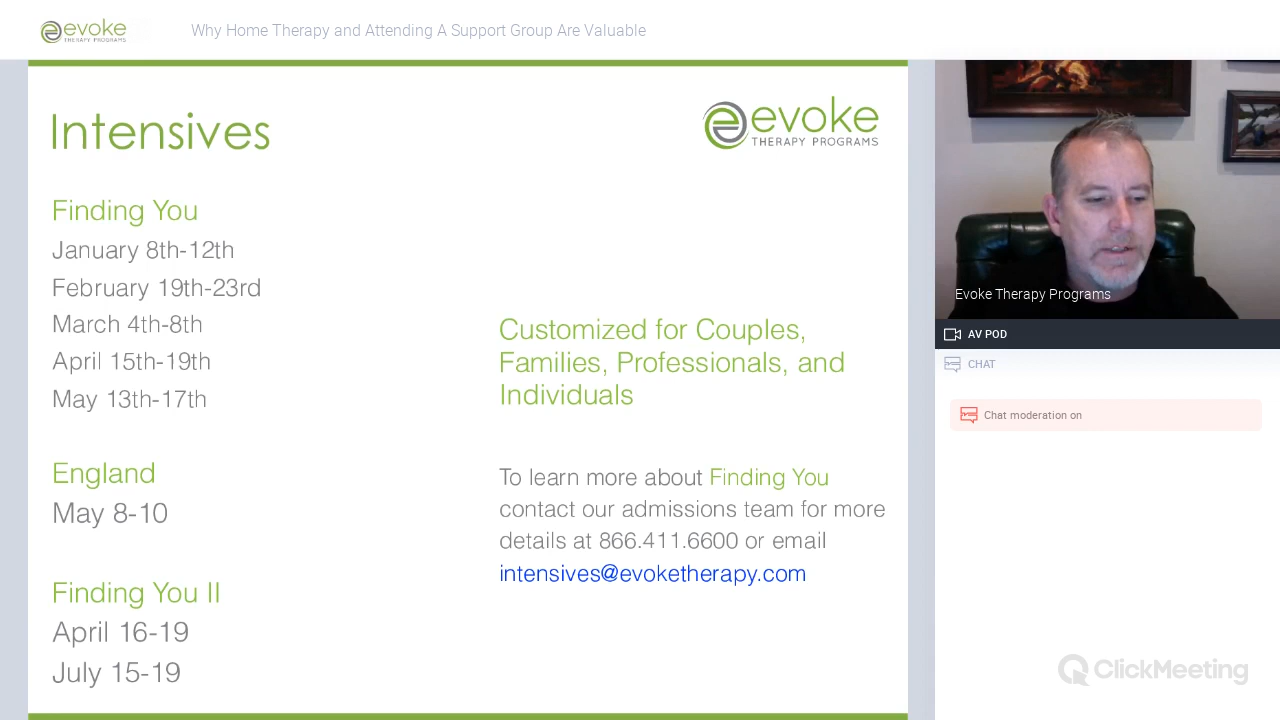 evoke
THERAPY PROGRAMS
Why Home Therapy and Attending A Support Group Are Valuable
Intensives
evoke
THERAPY PROGRAMS
Finding You
January 8th-12th
February 19th-23rd
March 4th-8th
April 15th-19th
May 13th-17th
England
May 8-10
Finding You II
April 16-19
July 15-19
Customized for Couples,
Families, Professionals, and
Individuals
To learn more about Finding You
contact our admissions team for more
details at 866.411.6600 or email
intensives@evoketherapy.com
Evoke Therapy Programs
AV POD
CHAT
Chat moderation on
ClickMeeting